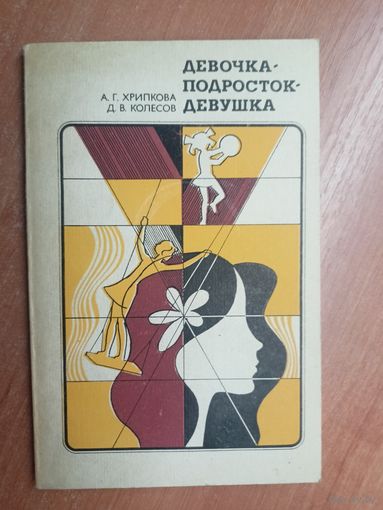 А. Г. ХРИПКОВА
Д. В. КОЛЕСОВ
ДЕВОЧКА-
ПОДРОСТОК-
ДЕВУШКА